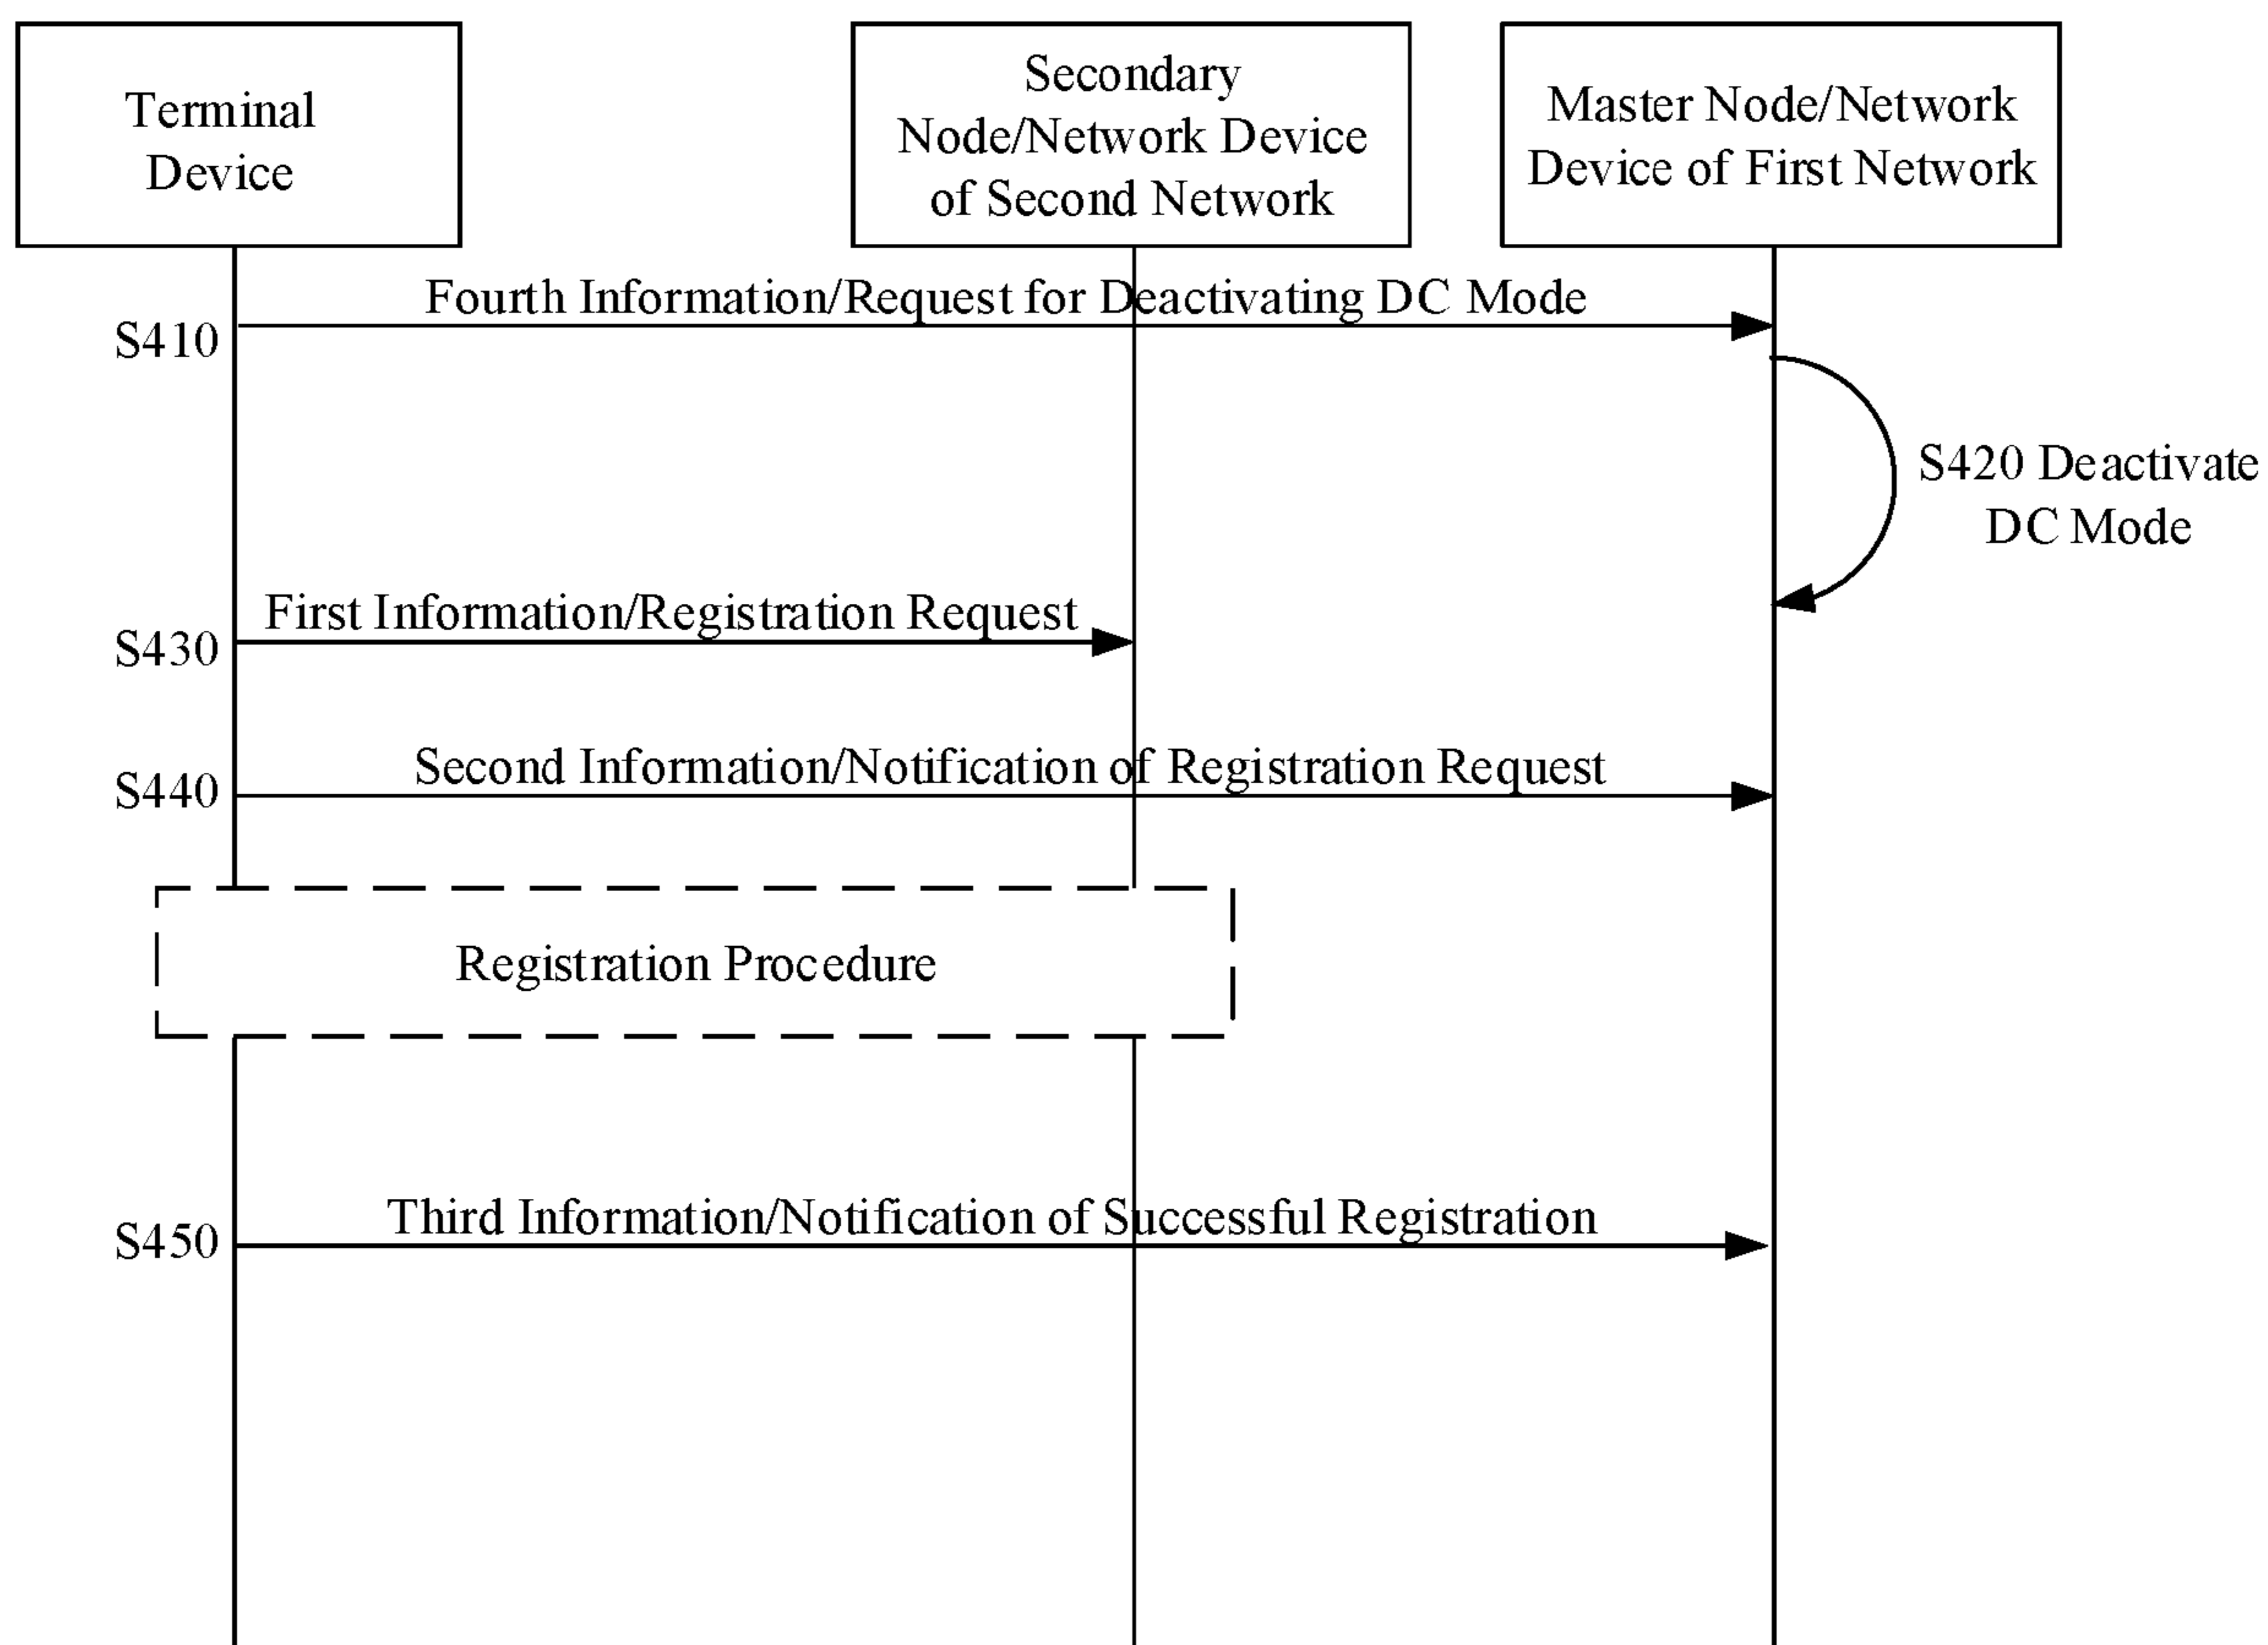 Terminal
Device
Secondary
Node/Network Device
of Second Network
Master Node/Network
Device of First Network
Fourth Information/Request for Deactivating DC Mode
S410
S420 Deactivate
DC Mode
First Information/Registration Request
S430
Second Information/Notification of Registration Request
S440
Registration Procedure
Third Information/Notification of Successful Registration
S450